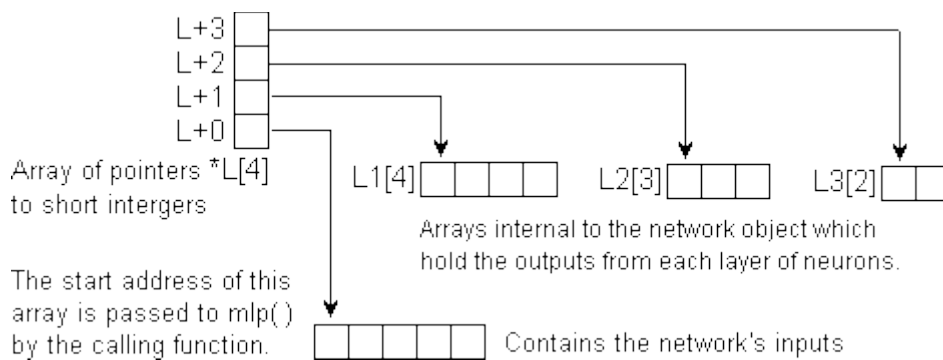 L+3
L+2
L+1
L+0
Array of pointers *L[4]
to short intergers
L1[4]
L2[3]
L3[2]
Arrays internal to the network object which
hold the outputs from each layer of neurons.
The start address of this
array is passed to mlp()
by the calling function.
Contains the network's inputs